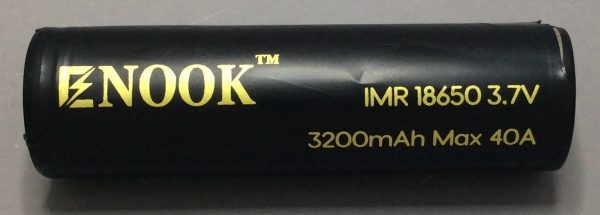 ENOOK™
IMR 18650 3.7V
3200mAh Max 40A